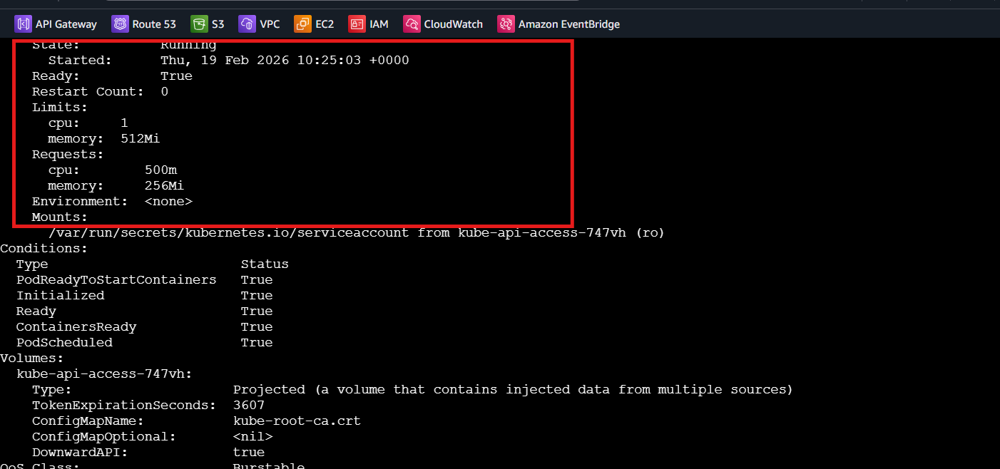 API Gateway Route 53 S3 VPC EC2 IAM CloudWatch Amazon EventBridge
State: Running
Started: Thu, 19 Feb 2026 10:25:03 +0000
Ready: True
Restart Count: 0
Limits:
cpu: 1
memory: 512Mi
Requests:
cpu: 500m
memory: 256Mi
Environment: <none>
Mounts:
/var/run/secrets/kubernetes.io/serviceaccount from kube-api-access-747vh (ro)
Conditions:
Type Status
PodReadyToStartContainers True
Initialized True
Ready True
ContainersReady True
PodScheduled True
Volumes:
kube-api-access-747vh:
Type: Projected (a volume that contains injected data from multiple sources)
TokenExpirationSeconds: 3607
ConfigMapName: kube-root-ca.crt
ConfigMapOptional: <nil>
DownwardAPI: true
QoS Class: Burstable